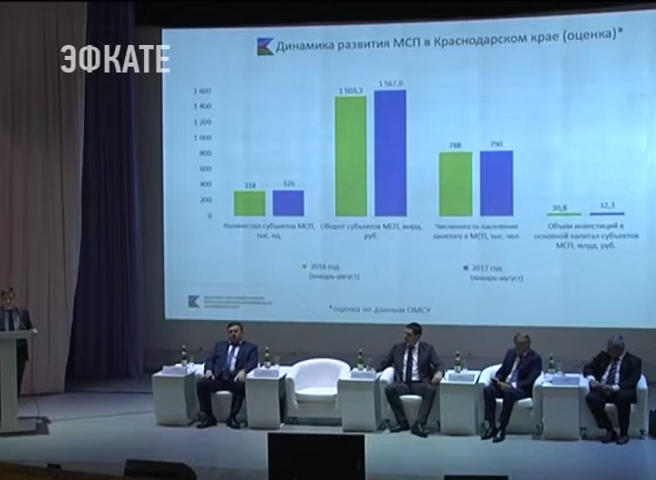 Динамика развития МСП в Краснодарском крае (оценка)*
ЭФКАТЕ
1 600
1 400
1 200
1 000
800
600
400
200
0
318
326
1 503,3
1 567,0
788
790
30,8
32,3
Количество субъектов МСП, тыс. ед.
Оборот субъектов МСП, млрд, руб.
Численность населения занятого в МСП, тыс. чел.
Объем инвестиций в основной капитал субъектов МСП, млрд, руб.
2016 год (январь-август)
2017 год (январь-август)
*оценка по данным ОМСУ